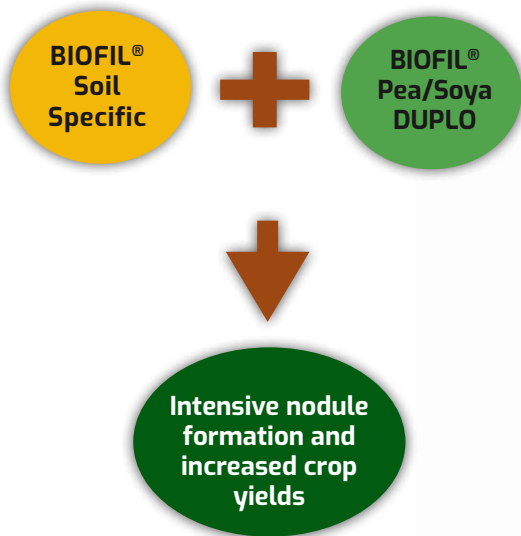 BIOFIL®
Soil
Specific
BIOFIL®
Pea/Soya
DUPLO
Intensive nodule
formation and
increased crop
yields